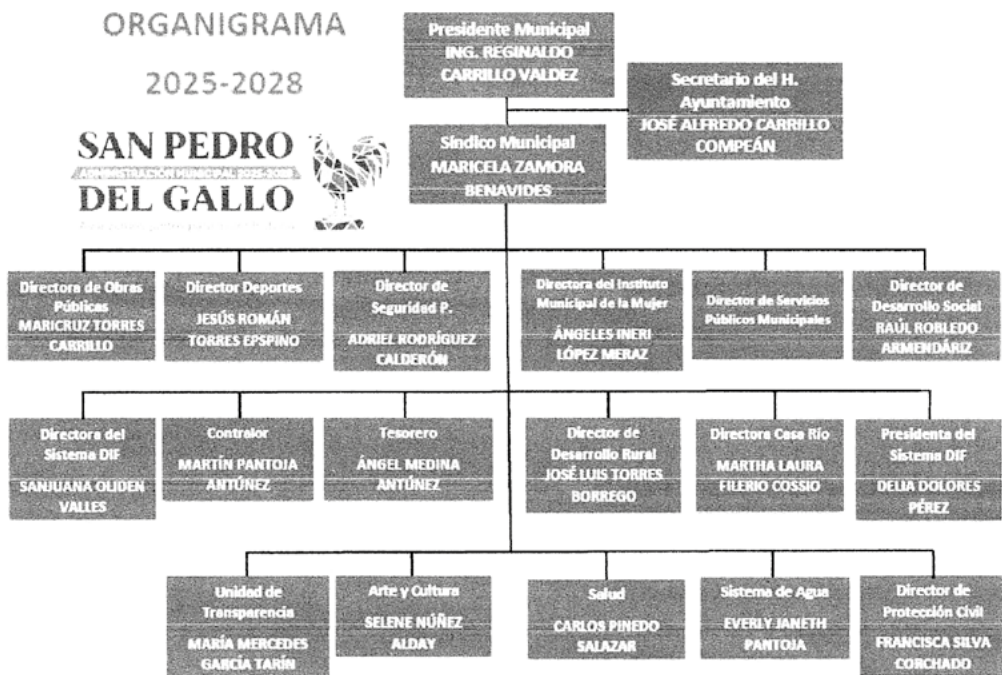 ORGANIGRAMA
2025-2028
SAN PEDRO
ADMINISTRACIÓN MUNICIPAL 2025-2028
DEL GALLO
Presidente Municipal
ING. REGINALDO
CARRILLO VALDEZ
Secretario del H.
Ayuntamiento
JOSÉ ALFREDO CARRILLO
COMPEÁN
Síndico Municipal
MARICELA ZAMORA
BENAVIDES
Directora de Obras
Públicas
MARICRUZ TORRES
CARRILLO
Director Deportes
JESÚS ROMÁN
TORRES EPSPINO
Director de
Seguridad P.
ADRIEL RODRÍGUEZ
CALDERÓN
Directora del Instituto
Municipal de la Mujer
ÁNGELES INERI
LÓPEZ MERAZ
Director de Servicios
Públicos Municipales
Director de
Desarrollo Social
RAÚL ROBLEDO
ARMENDÁRIZ
Directora del
Sistema DIF
SANJUANA OLIDEN
VALLES
Contralor
MARTÍN PANTOJA
ANTÚNEZ
Tesorero
ÁNGEL MEDINA
ANTÚNEZ
Director de
Desarrollo Rural
JOSÉ LUIS TORRES
BORREGO
Directora Casa Río
MARTHA LAURA
FILERIO COSSIO
Presidenta del
Sistema DIF
DELIA DOLORES
PÉREZ
Unidad de
Transparencia
MARÍA MERCEDES
GARCÍA TARÍN
Arte y Cultura
SELENE NÚÑEZ
ALDAY
Salud
CARLOS PINEDO
SALAZAR
Sistema de Agua
EVERLY JANETH
PANTOJA
Director de
Protección Civil
FRANCISCA SILVA
CORCHADO